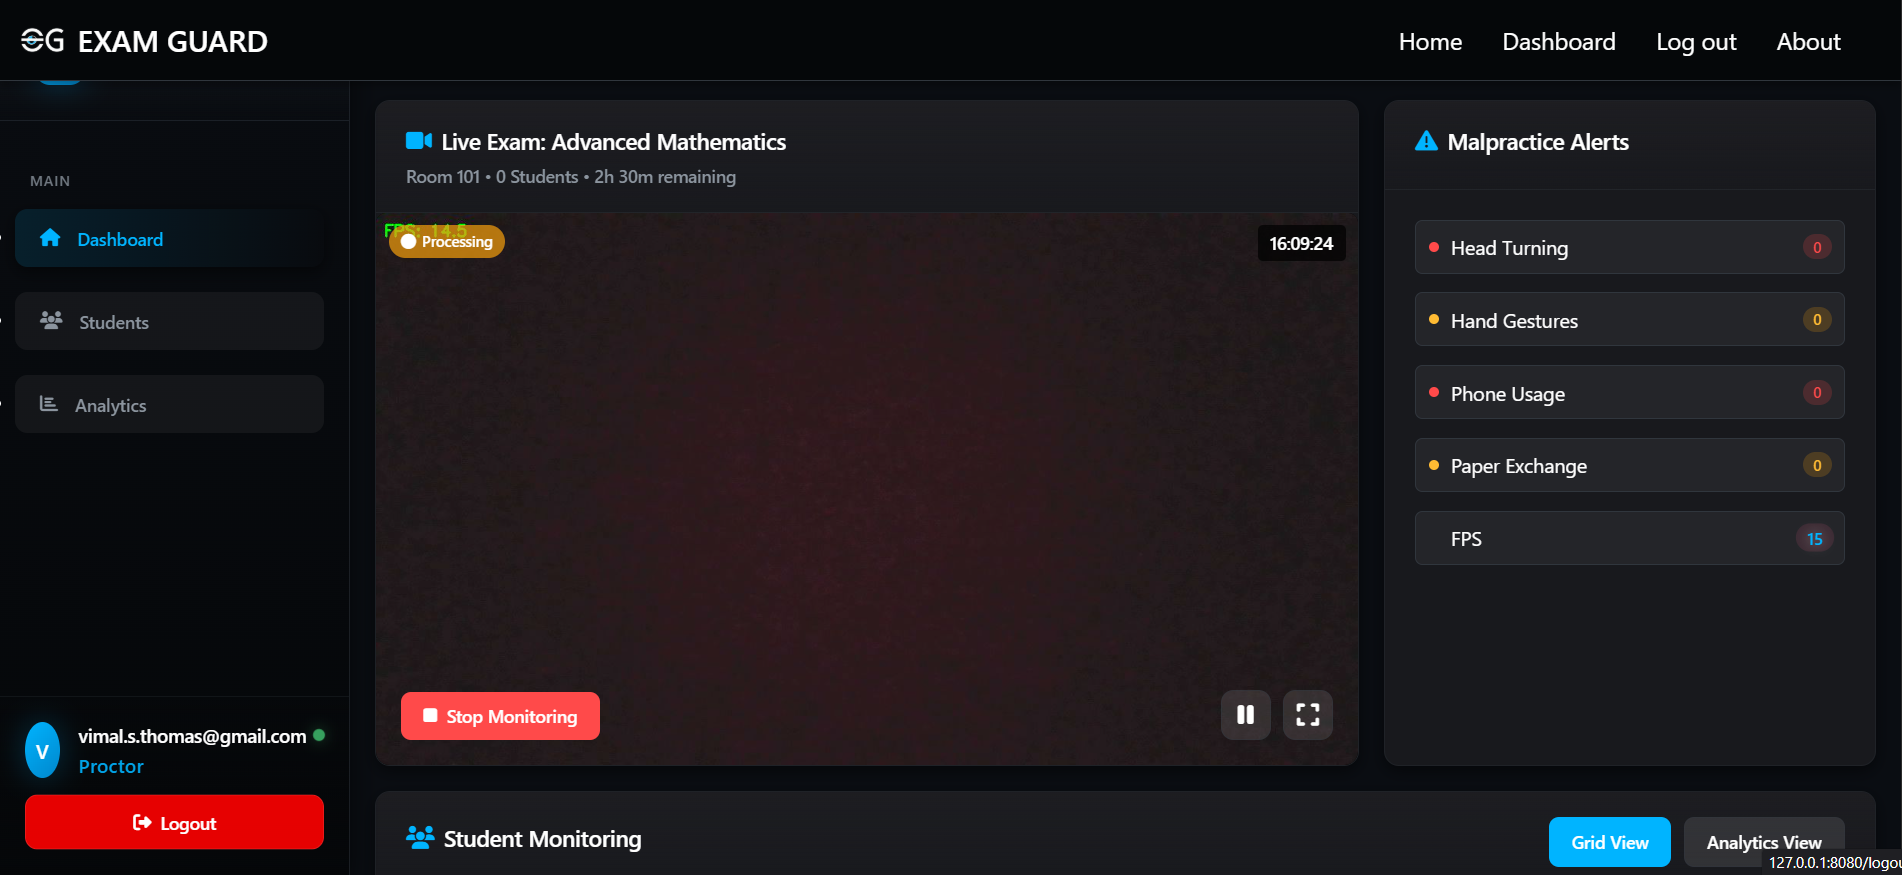 EG EXAM GUARD
Home
Dashboard
Log out
About
MAIN
Dashboard
Students
Analytics
V
vimal.s.thomas@gmail.com
Proctor
Logout
Live Exam: Advanced Mathematics
Room 101 • 0 Students • 2h 30m remaining
FPS: 14.5
Processing
16:09:24
Stop Monitoring
Malpractice Alerts
Head Turning 0
Hand Gestures 0
Phone Usage 0
Paper Exchange 0
FPS 15
Student Monitoring
Grid View
Analytics View
127.0.0.1:8080/logou